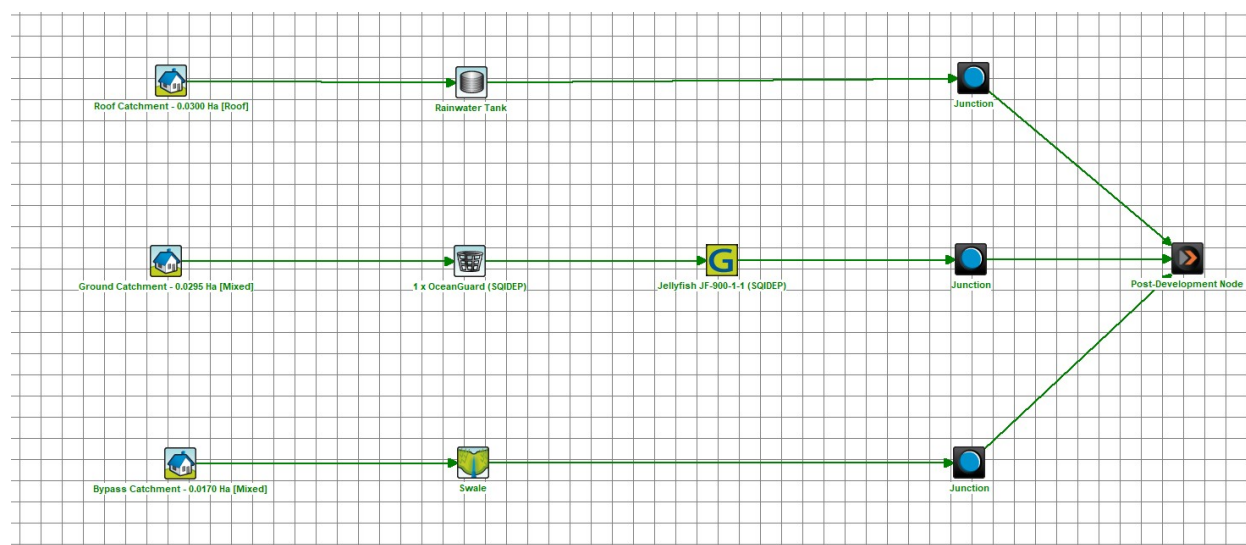 Roof Catchment - 0.0300 Ha [Roof]
Rainwater Tank
Junction
Ground Catchment - 0.0295 Ha [Mixed]
1 x OceanGuard (SQIDEP)
G
Jellyfish JF-900-1-1 (SQIDEP)
Junction
Post-Development Node
Bypass Catchment - 0.0170 Ha [Mixed]
Swale
Junction